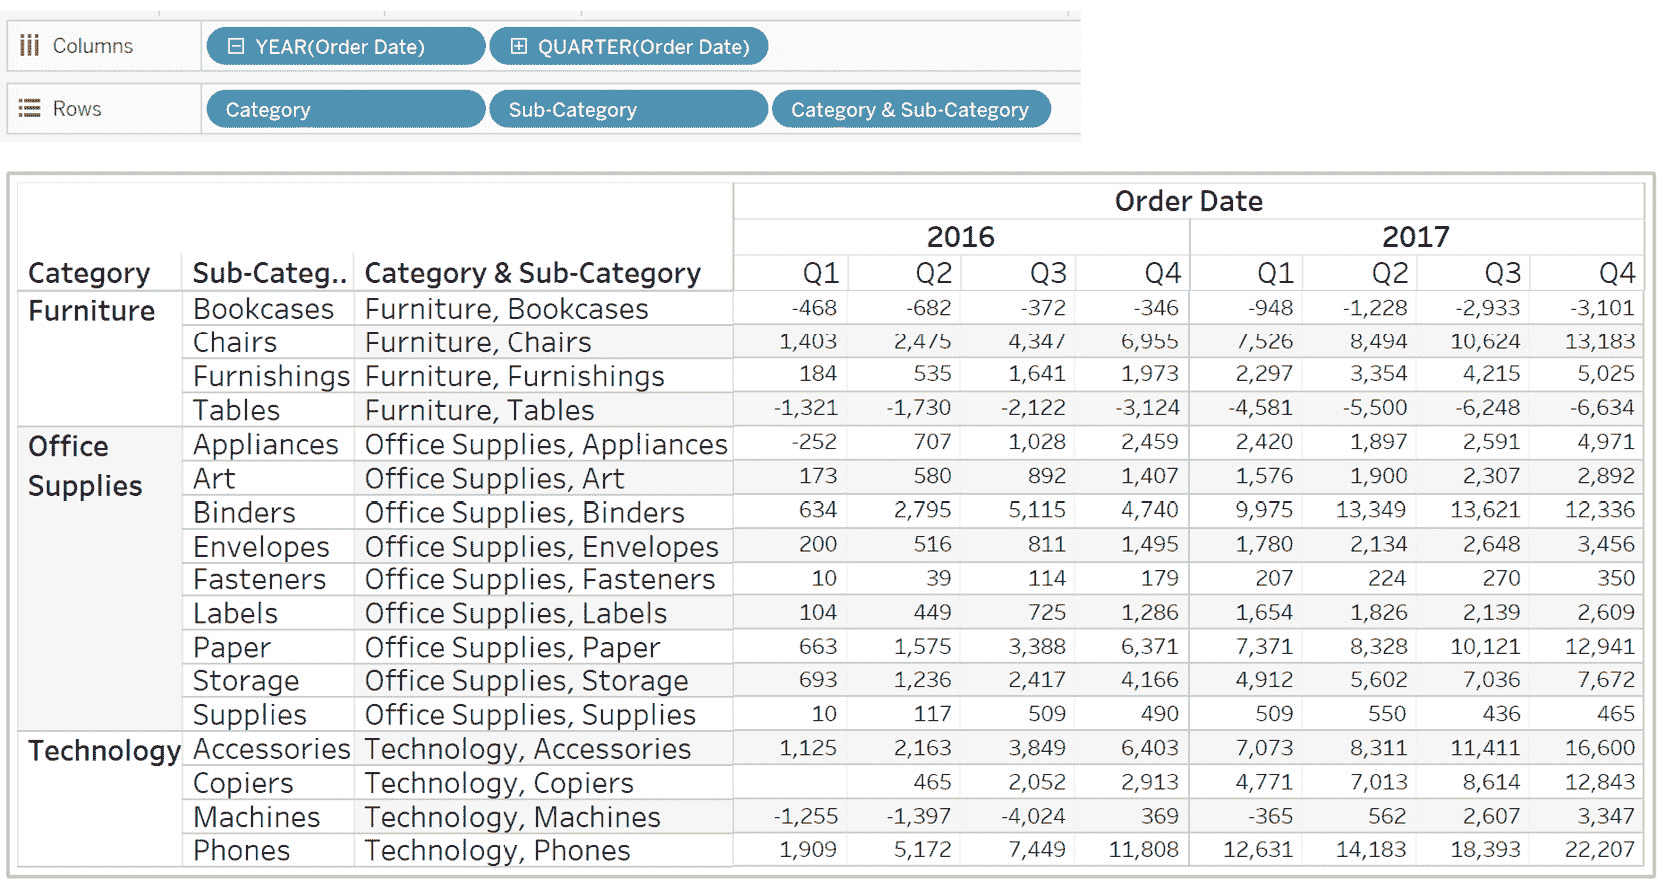 Columns YEAR(Order Date) QUARTER(Order Date)
Rows Category Sub-Category Category & Sub-Category
Order Date
2016 2017
Category Sub-Categ.. Category & Sub-Category Q1 Q2 Q3 Q4 Q1 Q2 Q3 Q4
Furniture Bookcases Furniture, Bookcases -468 -682 -372 -346 -948 -1,228 -2,933 -3,101
Chairs Furniture, Chairs 1,403 2,475 4,347 6,955 7,526 8,494 10,624 13,183
Furnishings Furniture, Furnishings 184 535 1,641 1,973 2,297 3,354 4,215 5,025
Tables Furniture, Tables -1,321 -1,730 -2,122 -3,124 -4,581 -5,500 -6,248 -6,634
Office Supplies Appliances Office Supplies, Appliances -252 707 1,028 2,459 2,420 1,897 2,591 4,971
Art Office Supplies, Art 173 580 892 1,407 1,576 1,900 2,307 2,892
Binders Office Supplies, Binders 634 2,795 5,115 4,740 9,975 13,349 13,621 12,336
Envelopes Office Supplies, Envelopes 200 516 811 1,495 1,780 2,134 2,648 3,456
Fasteners Office Supplies, Fasteners 10 39 114 179 207 224 270 350
Labels Office Supplies, Labels 104 449 725 1,286 1,654 1,826 2,139 2,609
Paper Office Supplies, Paper 663 1,575 3,388 6,371 7,371 8,328 10,121 12,941
Storage Office Supplies, Storage 693 1,236 2,417 4,166 4,912 5,602 7,036 7,672
Supplies Office Supplies, Supplies 10 117 509 490 509 550 436 465
Technology Accessories Technology, Accessories 1,125 2,163 3,849 6,403 7,073 8,311 11,411 16,600
Copiers Technology, Copiers 465 2,052 2,913 4,771 7,013 8,614 12,843
Machines Technology, Machines -1,255 -1,397 -4,024 369 -365 562 2,607 3,347
Phones Technology, Phones 1,909 5,172 7,449 11,808 12,631 14,183 18,393 22,207